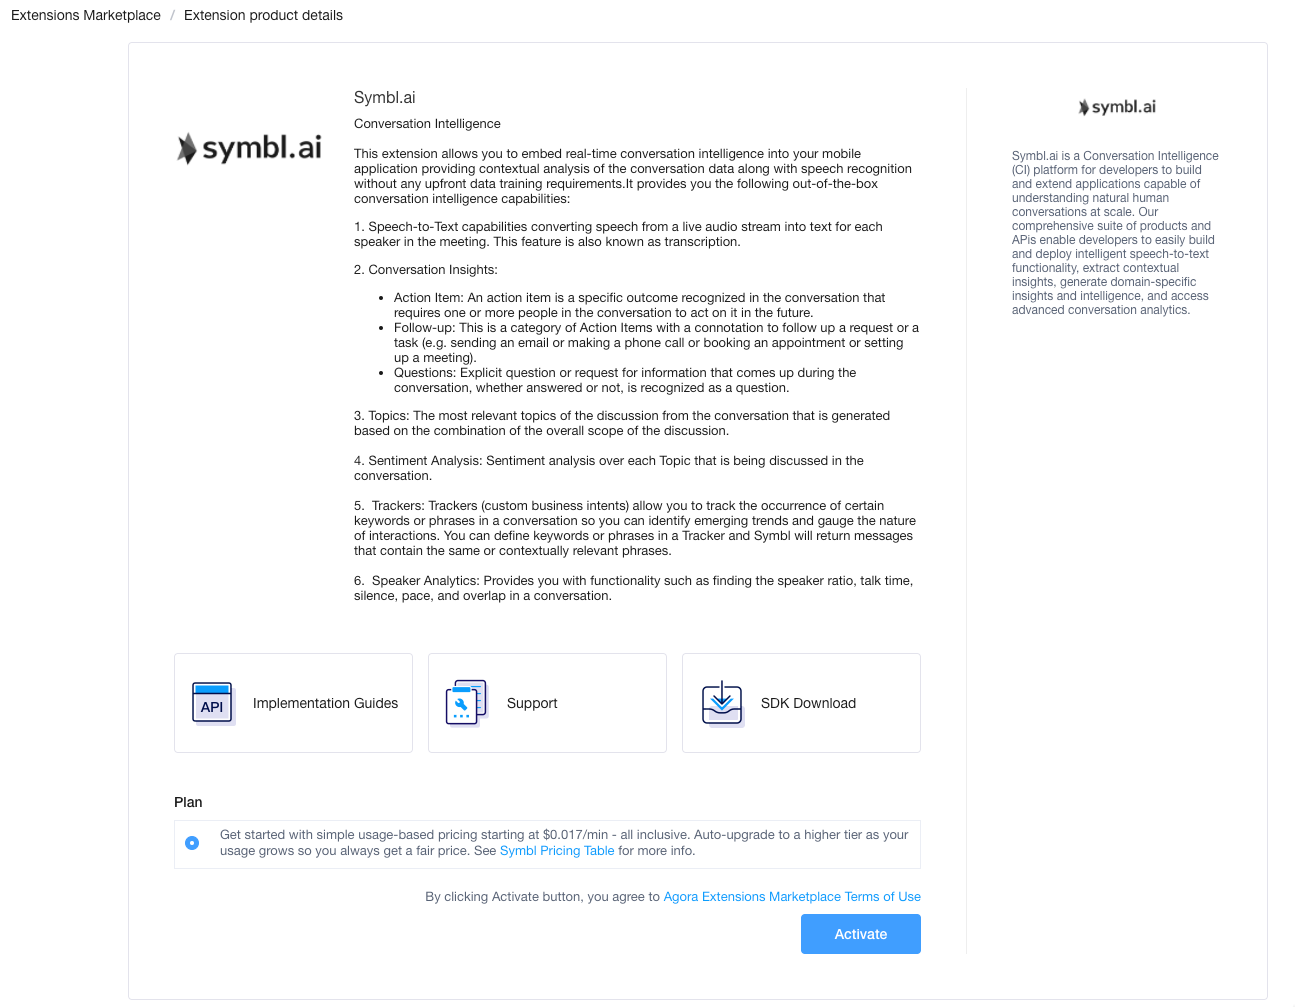 Extensions Marketplace / Extension product details
symbl.ai
Symbl.ai
Conversation Intelligence
This extension allows you to embed real-time conversation intelligence into your mobile
application providing contextual analysis of the conversation data along with speech recognition
without any upfront data training requirements.It provides you the following out-of-the-box
conversation intelligence capabilities:
1. Speech-to-Text capabilities converting speech from a live audio stream into text for each
speaker in the meeting. This feature is also known as transcription.
2. Conversation Insights:
• Action Item: An action item is a specific outcome recognized in the conversation that
requires one or more people in the conversation to act on it in the future.
• Follow-up: This is a category of Action Items with a connotation to follow up a request or a
task (e.g. sending an email or making a phone call or booking an appointment or setting
up a meeting).
• Questions: Explicit question or request for information that comes up during the
conversation, whether answered or not, is recognized as a question.
3. Topics: The most relevant topics of the discussion from the conversation that is generated
based on the combination of the overall scope of the discussion.
4. Sentiment Analysis: Sentiment analysis over each Topic that is being discussed in the
conversation.
5. Trackers: Trackers (custom business intents) allow you to track the occurrence of certain
keywords or phrases in a conversation so you can identify emerging trends and gauge the nature
of interactions. You can define keywords or phrases in a Tracker and Symbl will return messages
that contain the same or contextually relevant phrases.
6. Speaker Analytics: Provides you with functionality such as finding the speaker ratio, talk time,
silence, pace, and overlap in a conversation.
API
Implementation Guides
Support
SDK Download
Plan
Get started with simple usage-based pricing starting at $0.017/min - all inclusive. Auto-upgrade to a higher tier as your
usage grows so you always get a fair price. See Symbl Pricing Table for more info.
By clicking Activate button, you agree to Agora Extensions Marketplace Terms of Use
Activate
symbl.ai
Symbl.ai is a Conversation Intelligence
(CI) platform for developers to build
and extend applications capable of
understanding natural human
conversations at scale. Our
comprehensive suite of products and
APIs enable developers to easily build
and deploy intelligent speech-to-text
functionality, extract contextual
insights, generate domain-specific
insights and intelligence, and access
advanced conversation analytics.